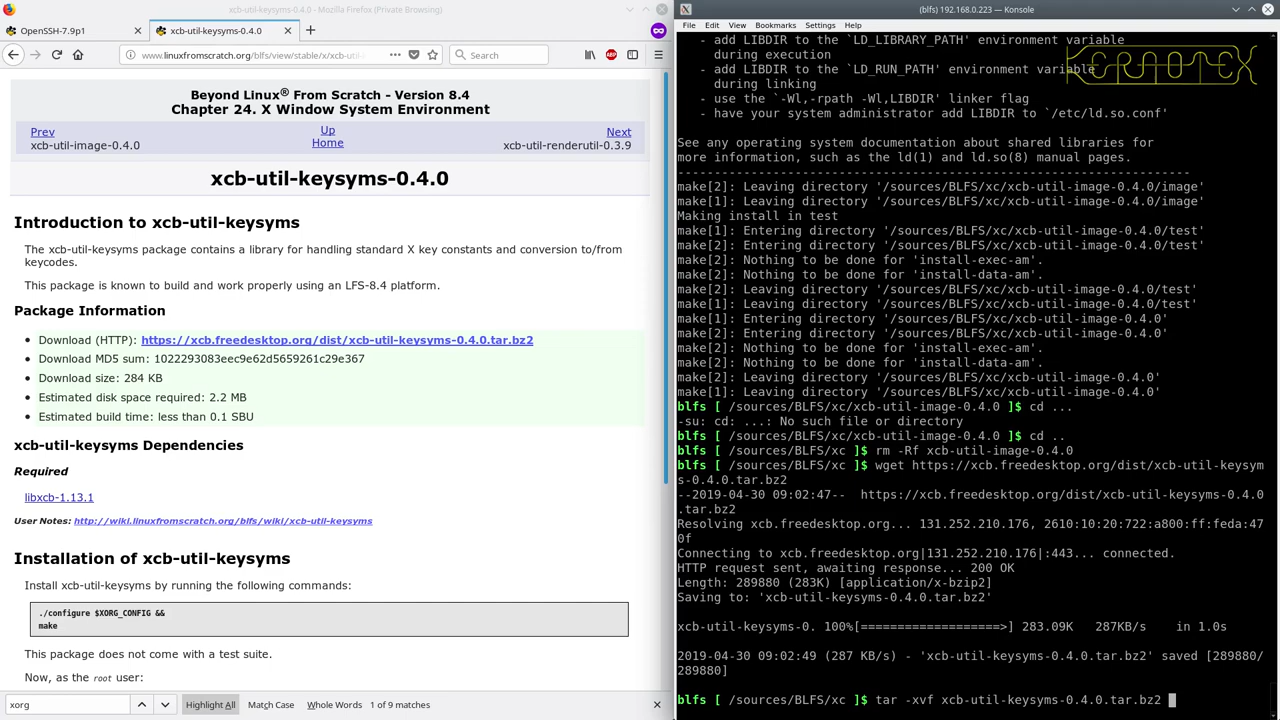 xcb-util-keysyms-0.4.0 - Mozilla Firefox (Private Browsing)
OpenSSH-7.9p1
xcb-util-keysyms-0.4.0
www.linuxfromscratch.org/blfs/view/stable/x/xcb-util-
Search
Beyond Linux® From Scratch - Version 8.4
Chapter 24. X Window System Environment
Prev
Up
Next
xcb-util-image-0.4.0
Home
xcb-util-renderutil-0.3.9
xcb-util-keysyms-0.4.0
Introduction to xcb-util-keysyms
The xcb-util-keysyms package contains a library for handling standard X key constants and conversion to/from
keycodes.
This package is known to build and work properly using an LFS-8.4 platform.
Package Information
Download (HTTP): https://xcb.freedesktop.org/dist/xcb-util-keysyms-0.4.0.tar.bz2
Download MD5 sum: 1022293083eec9e62d5659261c29e367
Download size: 284 KB
Estimated disk space required: 2.2 MB
Estimated build time: less than 0.1 SBU
xcb-util-keysyms Dependencies
Required
libxcb-1.13.1
User Notes: http://wiki.linuxfromscratch.org/blfs/wiki/xcb-util-keysyms
Installation of xcb-util-keysyms
Install xcb-util-keysyms by running the following commands:
./configure $XORG_CONFIG &&
make
This package does not come with a test suite.
Now, as the root user:
xorg
Highlight All
Match Case
Whole Words
1 of 9 matches
(blfs) 192.168.0.223 — Konsole
File Edit View Bookmarks Settings Help
- add LIBDIR to the `LD_LIBRARY_PATH' environment variable
during execution
- add LIBDIR to the `LD_RUN_PATH' environment variable
during linking
- use the `-Wl,-rpath -Wl,LIBDIR' linker flag
- have your system administrator add LIBDIR to `/etc/ld.so.conf'
See any operating system documentation about shared libraries for
more information, such as the ld(1) and ld.so(8) manual pages.
----------------------------------------------------------------------
make[2]: Leaving directory '/sources/BLFS/xc/xcb-util-image-0.4.0/image'
make[1]: Leaving directory '/sources/BLFS/xc/xcb-util-image-0.4.0/image'
Making install in test
make[1]: Entering directory '/sources/BLFS/xc/xcb-util-image-0.4.0/test'
make[2]: Entering directory '/sources/BLFS/xc/xcb-util-image-0.4.0/test'
make[2]: Nothing to be done for 'install-exec-am'.
make[2]: Nothing to be done for 'install-data-am'.
make[2]: Leaving directory '/sources/BLFS/xc/xcb-util-image-0.4.0/test'
make[1]: Leaving directory '/sources/BLFS/xc/xcb-util-image-0.4.0/test'
make[1]: Entering directory '/sources/BLFS/xc/xcb-util-image-0.4.0'
make[2]: Entering directory '/sources/BLFS/xc/xcb-util-image-0.4.0'
make[2]: Nothing to be done for 'install-exec-am'.
make[2]: Nothing to be done for 'install-data-am'.
make[2]: Leaving directory '/sources/BLFS/xc/xcb-util-image-0.4.0'
make[1]: Leaving directory '/sources/BLFS/xc/xcb-util-image-0.4.0'
blfs [ /sources/BLFS/xc/xcb-util-image-0.4.0 ]$ cd ...
-su: cd: ...: No such file or directory
blfs [ /sources/BLFS/xc/xcb-util-image-0.4.0 ]$ cd ..
blfs [ /sources/BLFS/xc ]$ rm -Rf xcb-util-image-0.4.0
blfs [ /sources/BLFS/xc ]$ wget https://xcb.freedesktop.org/dist/xcb-util-keysym
s-0.4.0.tar.bz2
--2019-04-30 09:02:47-- https://xcb.freedesktop.org/dist/xcb-util-keysyms-0.4.0
.tar.bz2
Resolving xcb.freedesktop.org... 131.252.210.176, 2610:10:20:722:a800:ff:feda:47
0f
Connecting to xcb.freedesktop.org|131.252.210.176|:443... connected.
HTTP request sent, awaiting response... 200 OK
Length: 289880 (283K) [application/x-bzip2]
Saving to: 'xcb-util-keysyms-0.4.0.tar.bz2'
xcb-util-keysyms-0. 100%[===================>] 283.09K 287KB/s in 1.0s
2019-04-30 09:02:49 (287 KB/s) - 'xcb-util-keysyms-0.4.0.tar.bz2' saved [289880/
289880]
blfs [ /sources/BLFS/xc ]$ tar -xvf xcb-util-keysyms-0.4.0.tar.bz2